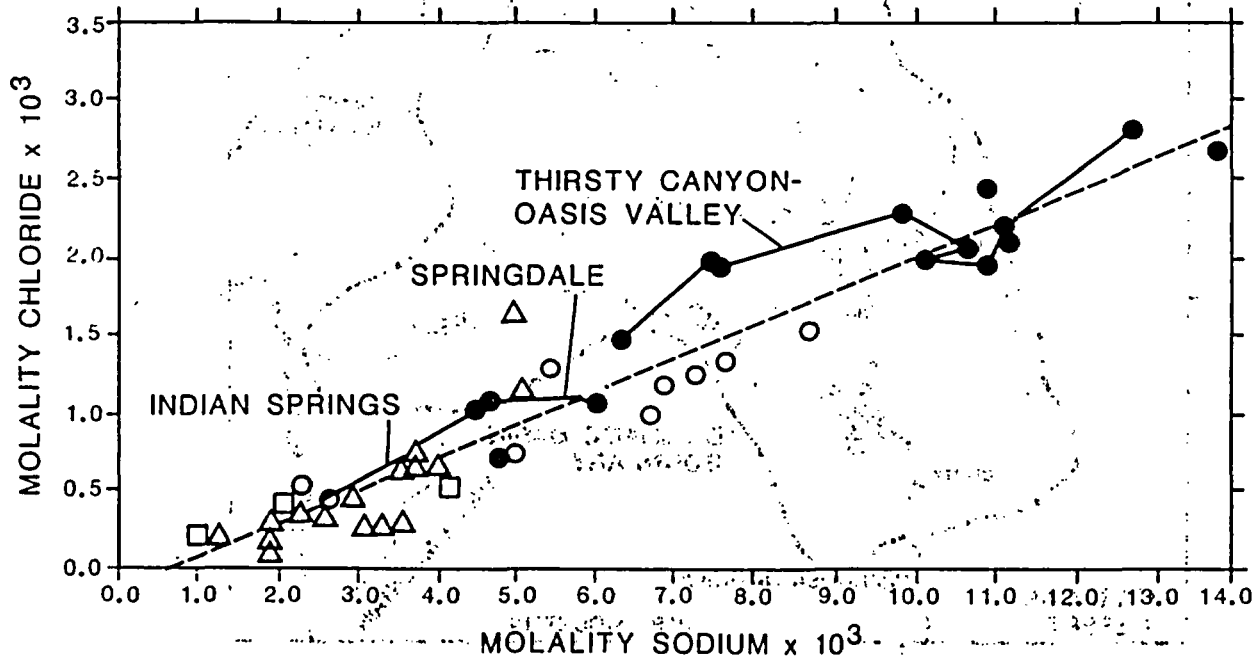 MOLALITY CHLORIDE x 10³
3.5
3.0
2.5
2.0
1.5
1.0
0.5
0.0
THIRSTY CANYON-
OASIS VALLEY
SPRINGDALE
INDIAN SPRINGS
0.0 1.0 2.0 3.0 4.0 5.0 6.0 7.0 8.0 9.0 10.0 11.0 12.0 13.0 14.0
MOLALITY SODIUM x 10³